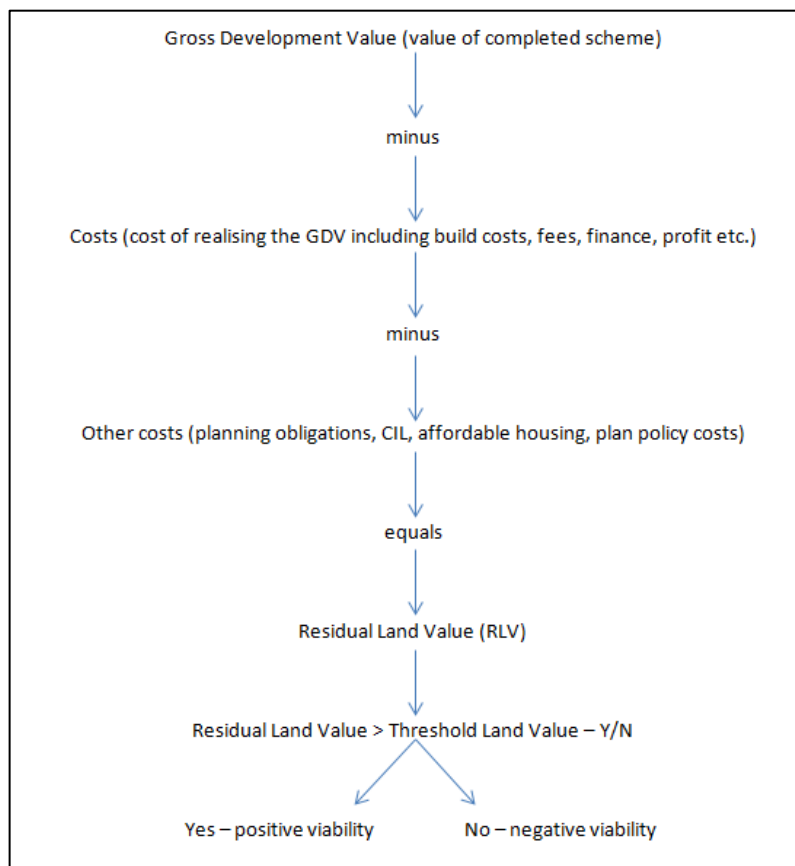 Gross Development Value (value of completed scheme)
minus
Costs (cost of realising the GDV including build costs, fees, finance, profit etc.)
minus
Other costs (planning obligations, CIL, affordable housing, plan policy costs)
equals
Residual Land Value (RLV)
Residual Land Value > Threshold Land Value – Y/N
Yes – positive viability
No – negative viability